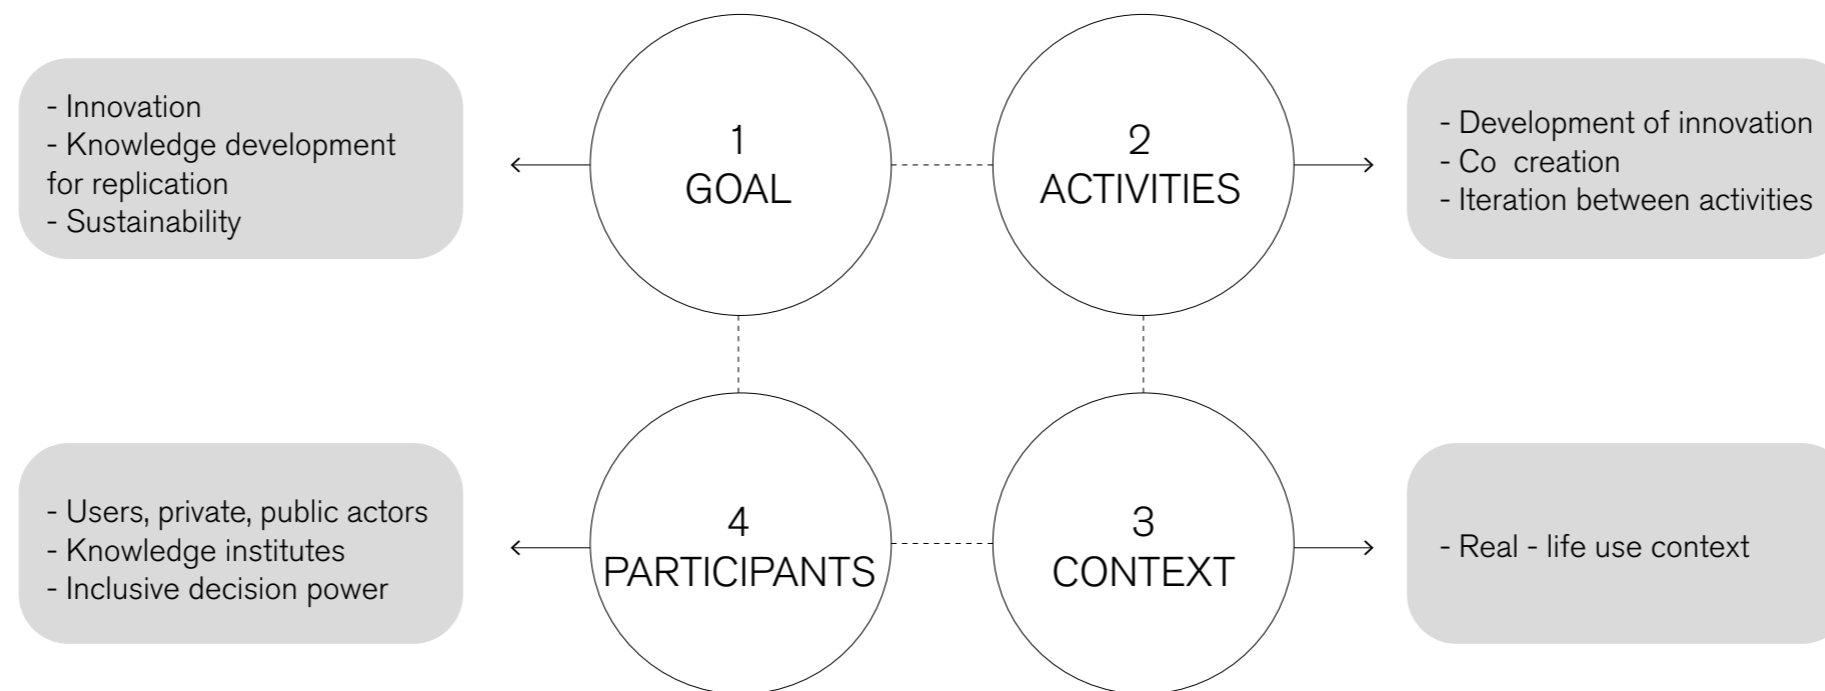 - Innovation
- Knowledge development
for replication
- Sustainability
1
GOAL
2
ACTIVITIES
- Development of innovation
- Co  creation
- Iteration between activities
- Users, private, public actors
- Knowledge institutes
- Inclusive decision power
4
PARTICIPANTS
3
CONTEXT
- Real - life use context